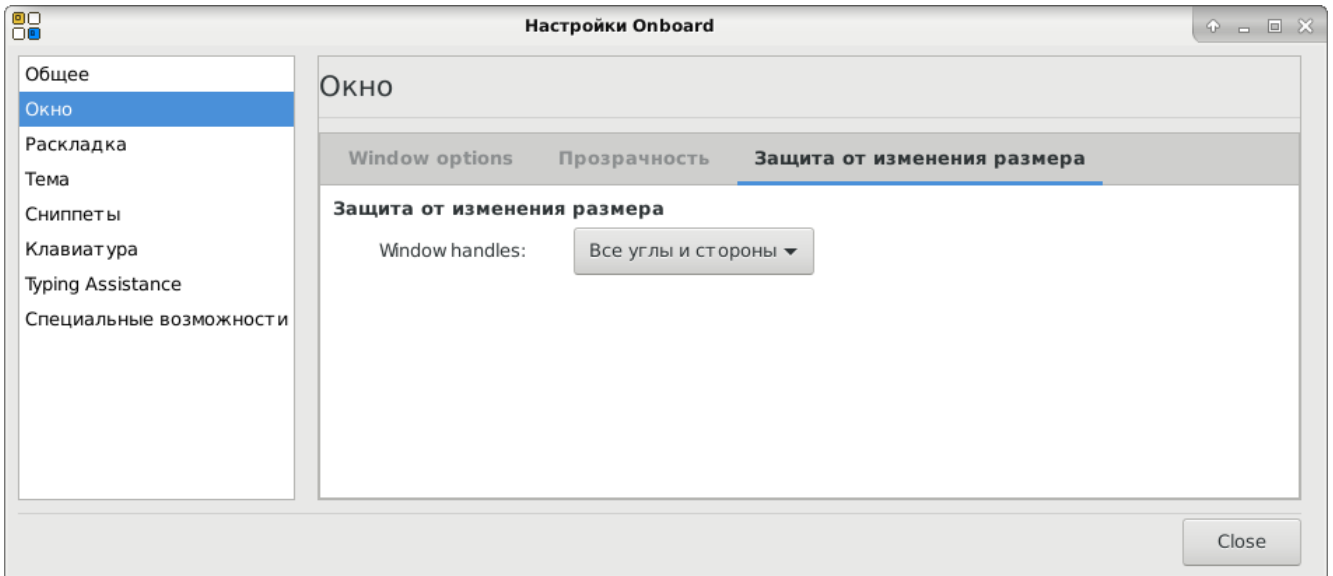 Настройки Onboard
Общее
Окно
Раскладка
Тема
Сниппеты
Клавиатура
Typing Assistance
Специальные возможности
Окно
Window options Прозрачность Защита от изменения размера
Защита от изменения размера
Window handles: Все углы и стороны
Close